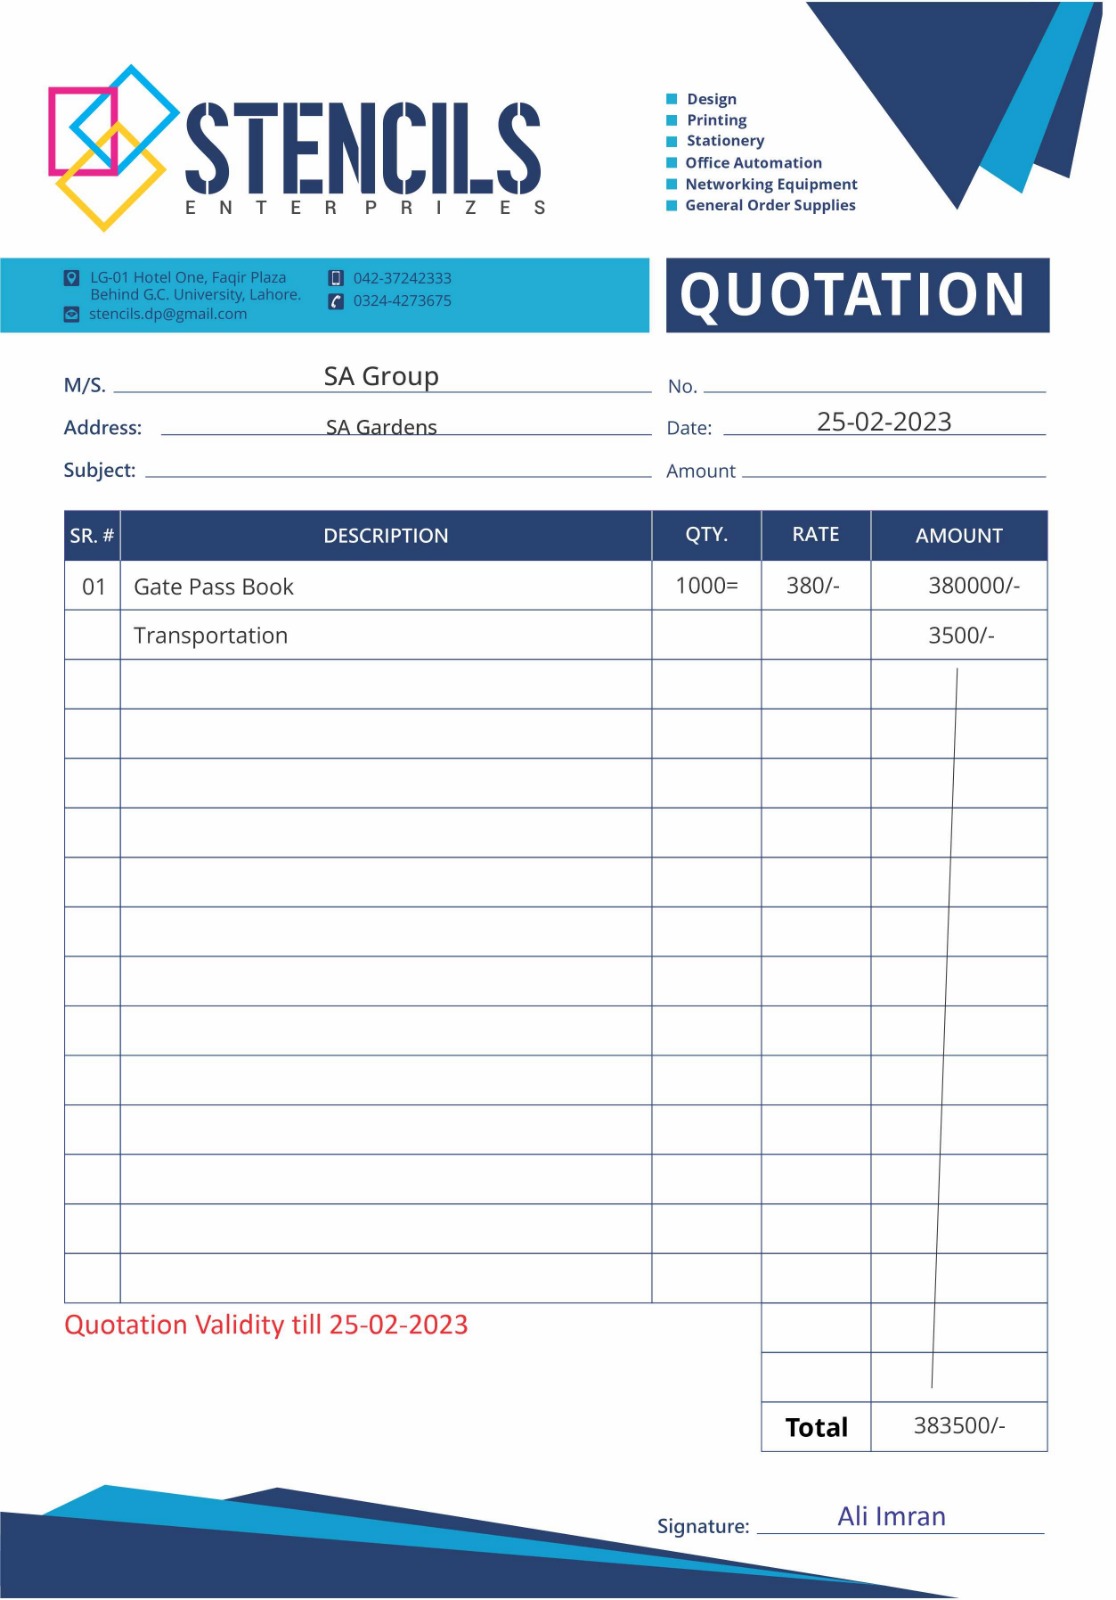 STENCILS
ENTERPRIZES
Design
Printing
Stationery
Office Automation
Networking Equipment
General Order Supplies
LG-01 Hotel One, Faqir Plaza
Behind G.C. University, Lahore.
stencils.dp@gmail.com
042-37242333
0324-4273675
QUOTATION
M/S. SA Group
No.
Address: SA Gardens
Date: 25-02-2023
Subject:
Amount
SR. # DESCRIPTION QTY. RATE AMOUNT
01 Gate Pass Book 1000= 380/- 380000/-
Transportation 3500/-
Quotation Validity till 25-02-2023
Total 383500/-
Signature: Ali Imran